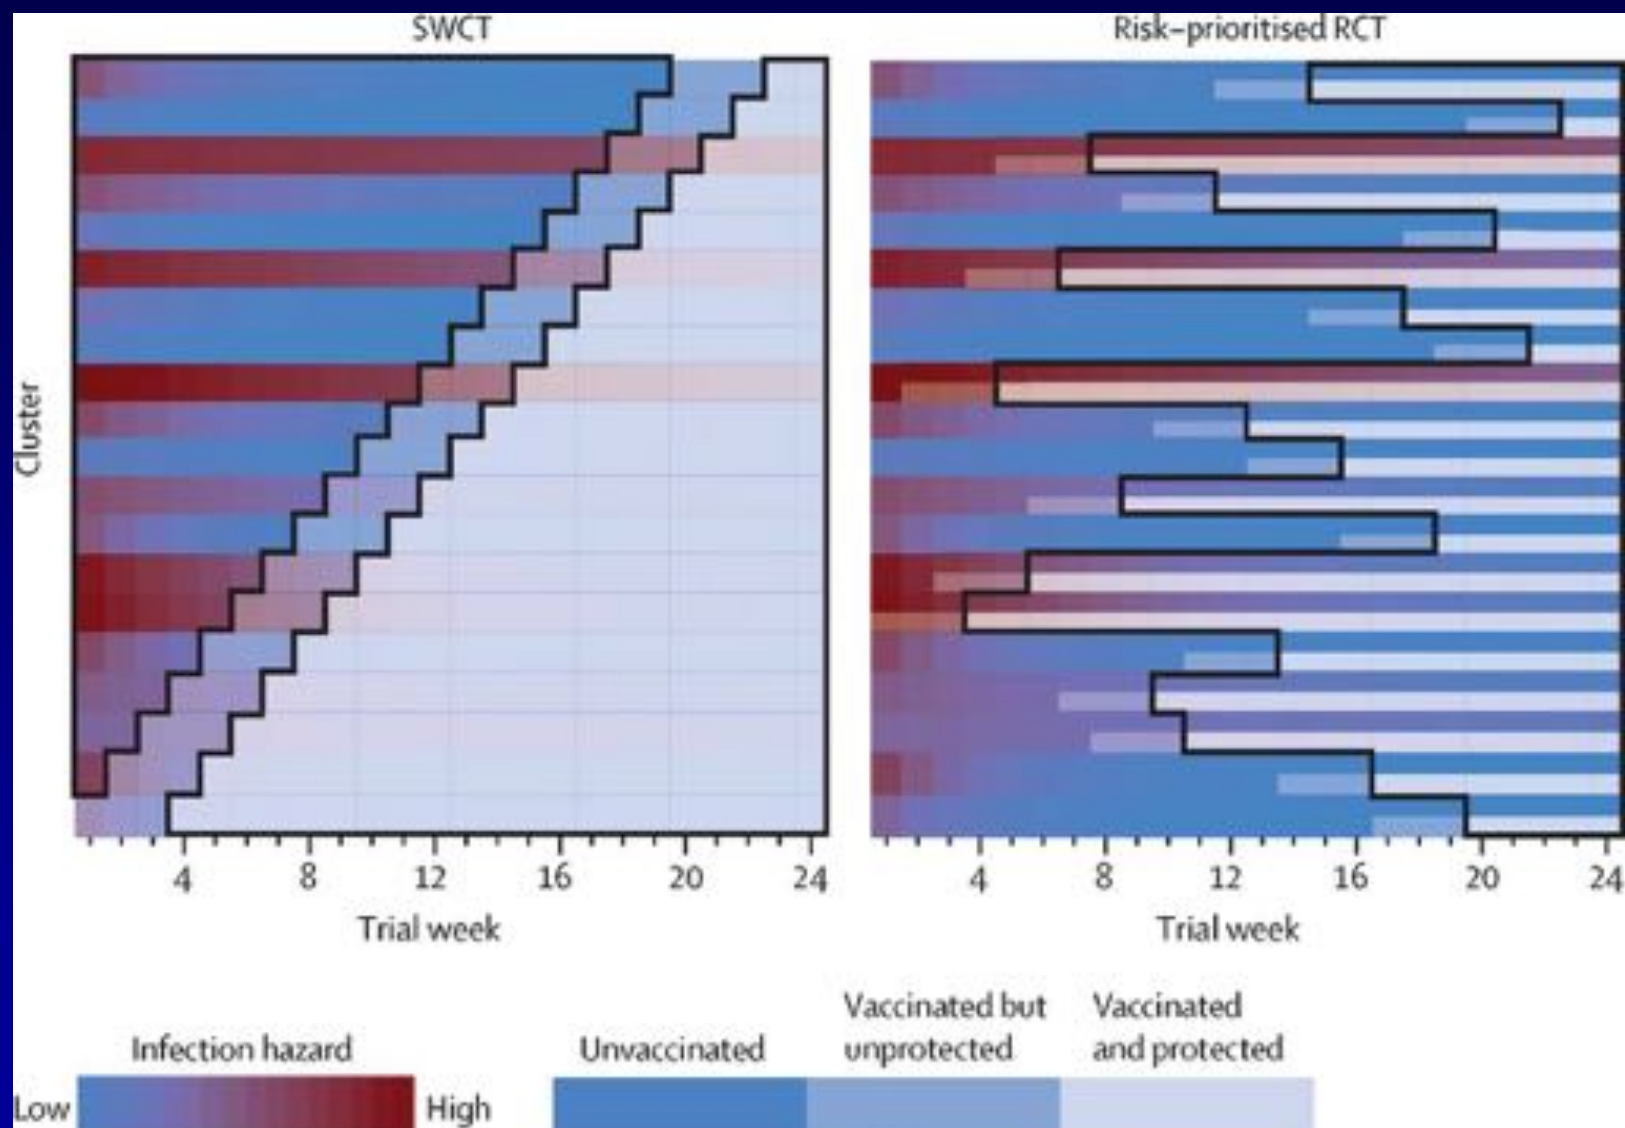 SWCT
Risk-prioritised RCT
Cluster
4 8 12 16 20 24
4 8 12 16 20 24
Trial week
Trial week
Infection hazard
Low
High
Unvaccinated
Vaccinated but
unprotected
Vaccinated
and protected